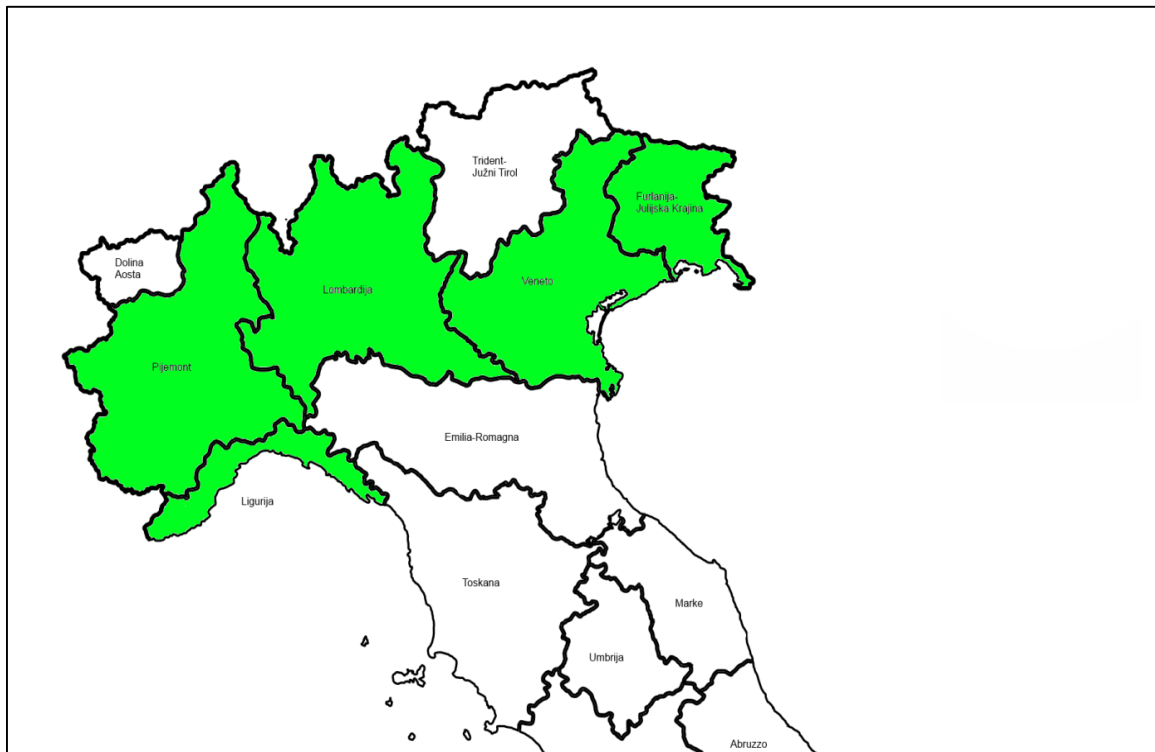 Trident-
Južni Tirol
Furlanija-
Julijska Krajina
Dolina
Aosta
Lombardija
Veneto
Pijemont
Emilia-Romagna
Ligurija
Toskana
Marke
Umbrija
Abruzzo